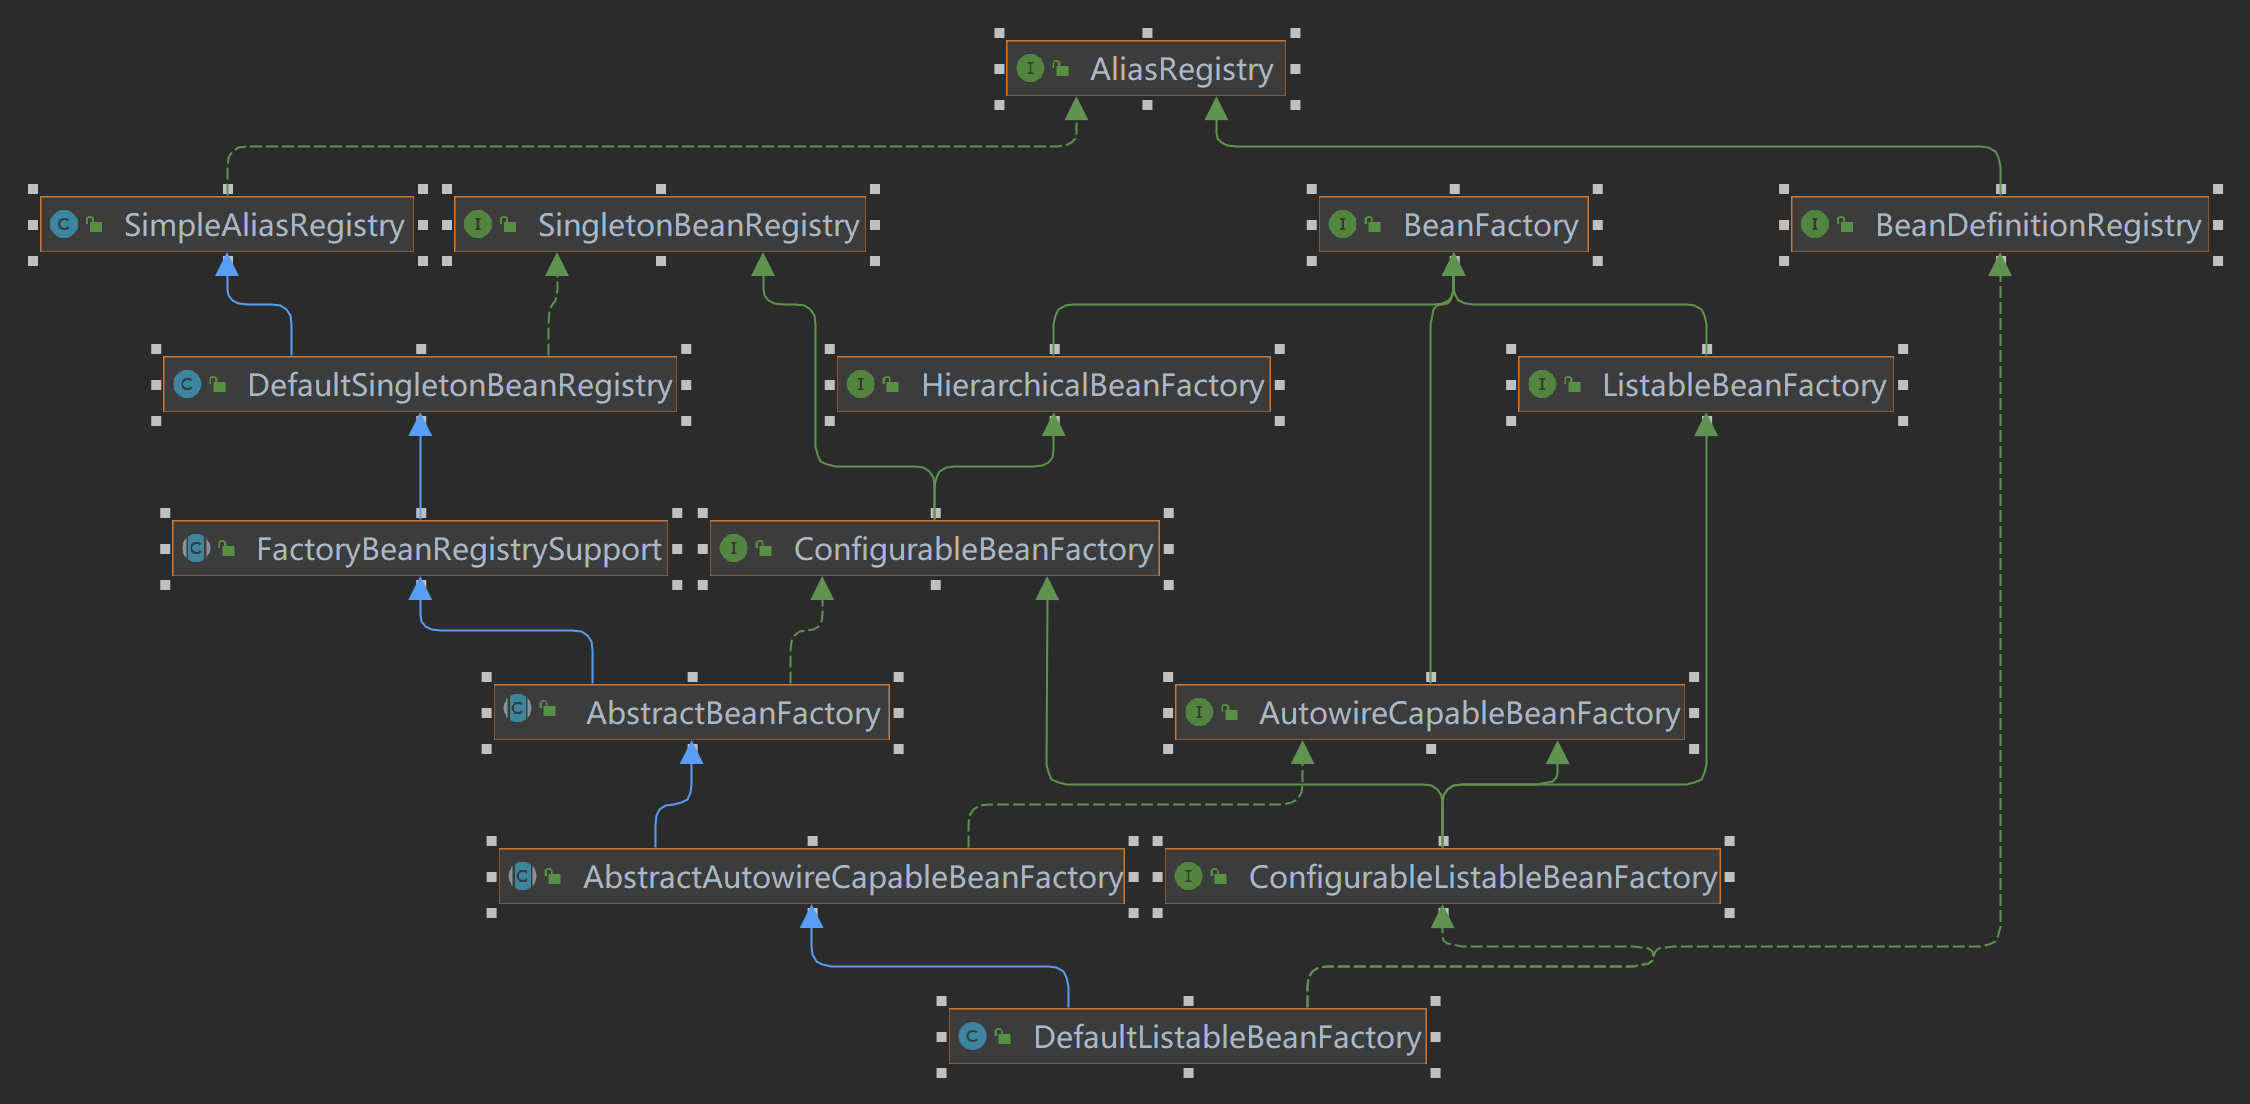 AliasRegistry
SimpleAliasRegistry
SingletonBeanRegistry
BeanFactory
BeanDefinitionRegistry
DefaultSingletonBeanRegistry
HierarchicalBeanFactory
ListableBeanFactory
FactoryBeanRegistrySupport
ConfigurableBeanFactory
AbstractBeanFactory
AutowireCapableBeanFactory
AbstractAutowireCapableBeanFactory
ConfigurableListableBeanFactory
DefaultListableBeanFactory